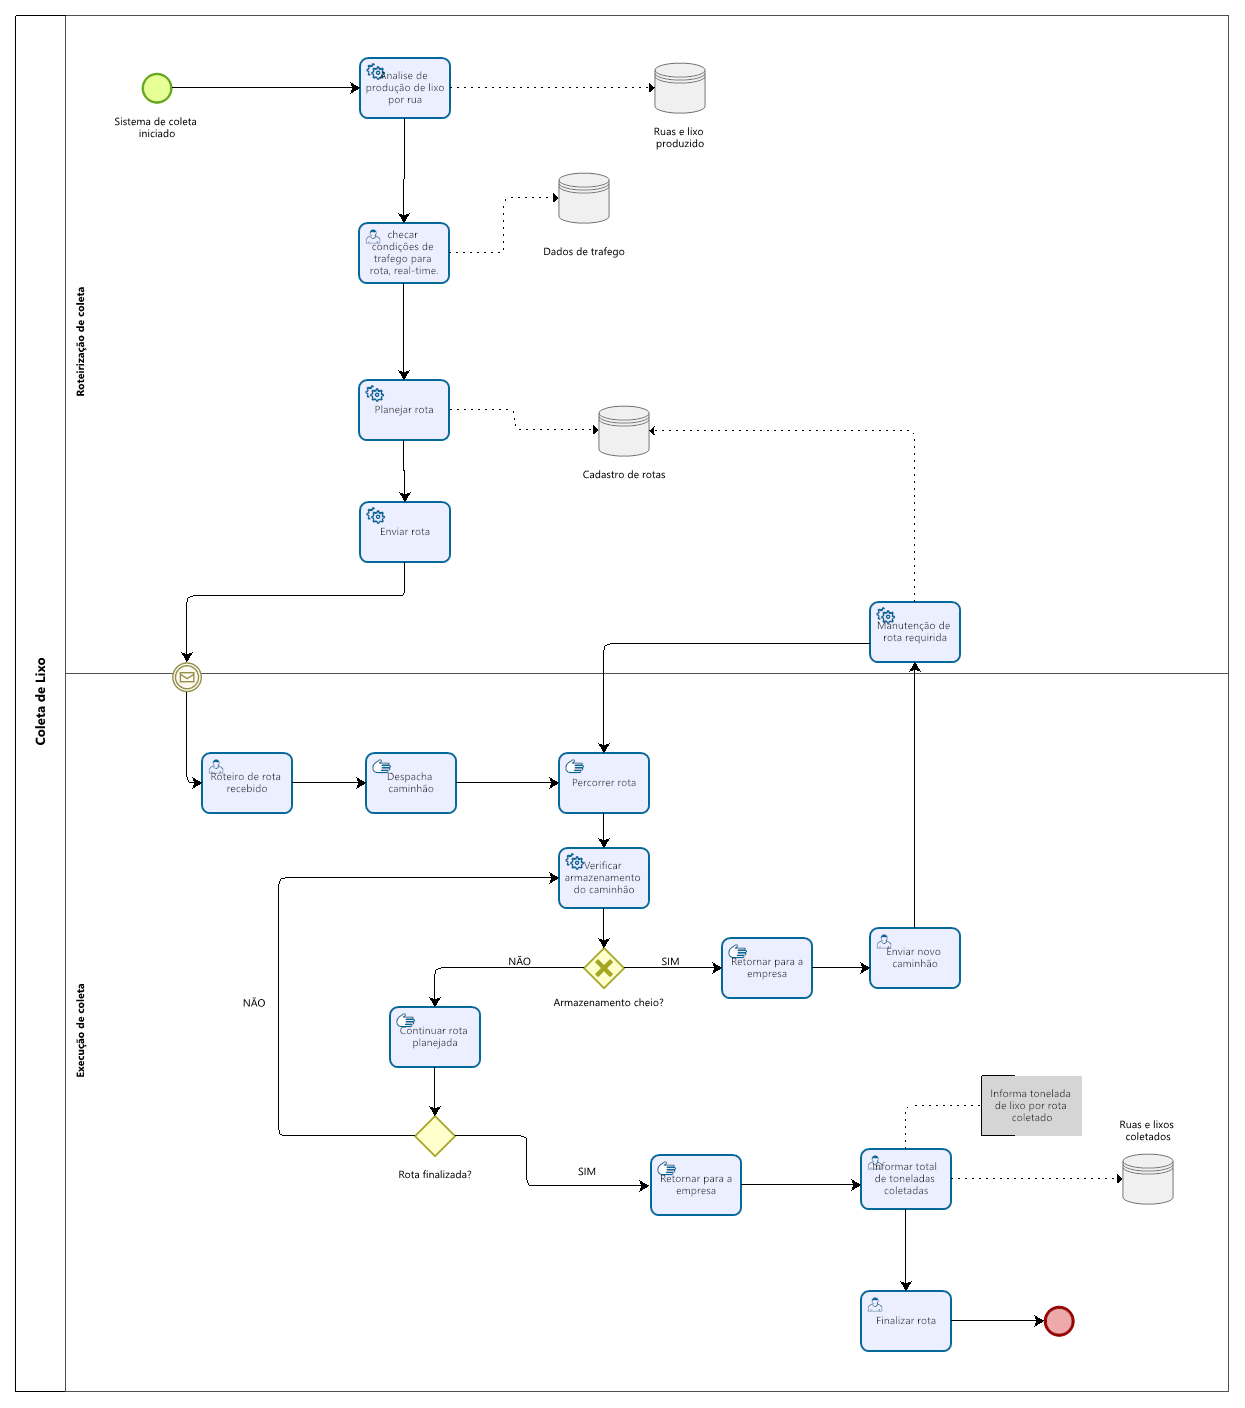 Coleta de Lixo
Roteirização de coleta
Sistema de coleta
iniciado
Analise de
produção de lixo
por rua
Ruas e lixo
produzido
checar
condições de
trafego para
rota, real-time.
Dados de trafego
Planejar rota
Cadastro de rotas
Enviar rota
Manutenção de
rota requirida
Execução de coleta
Roteiro de rota
recebido
Despacha
caminhão
Percorrer rota
Verificar
armazenamento
do caminhão
NÃO
SIM
Armazenamento cheio?
Retornar para a
empresa
Enviar novo
caminhão
NÃO
Continuar rota
planejada
Rota finalizada?
SIM
Retornar para a
empresa
Informa tonelada
de lixo por rota
coletado
Informar total
de toneladas
coletadas
Ruas e lixos
coletados
Finalizar rota